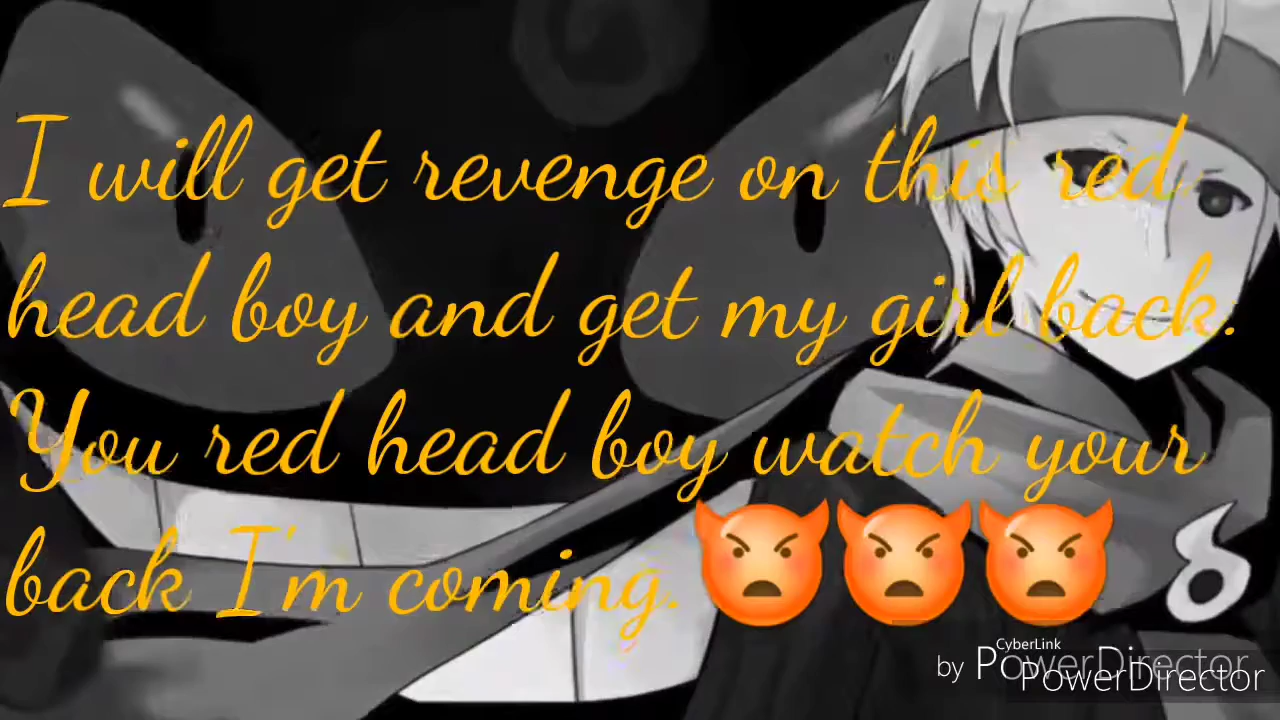 I will get revenge on this red
head boy and get my girl back.
You red head boy watch your
back I'm coming. 👿👿👿
CyberLink
by PowerDirector
PowerDirector